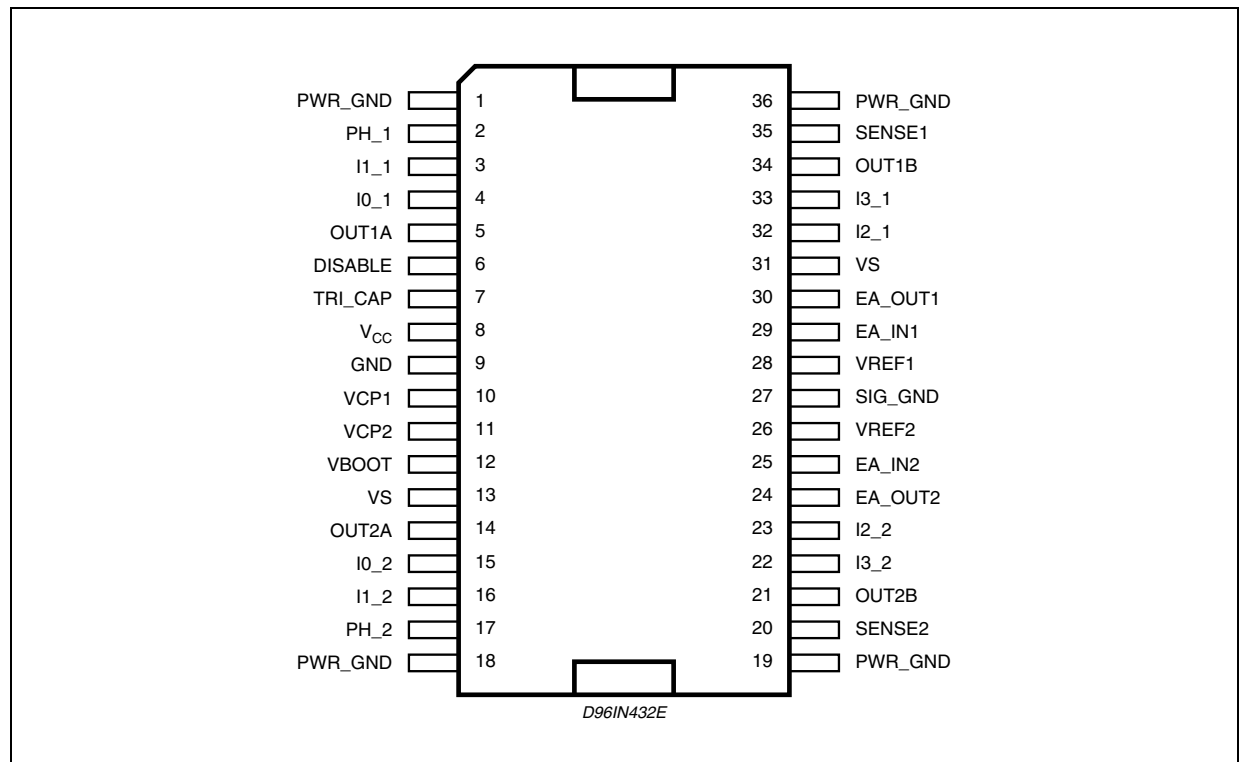 PWR_GND 1 36 PWR_GND
PH_1 2 35 SENSE1
I1_1 3 34 OUT1B
I0_1 4 33 I3_1
OUT1A 5 32 I2_1
DISABLE 6 31 VS
TRI_CAP 7 30 EA_OUT1
VCC 8 29 EA_IN1
GND 9 28 VREF1
VCP1 10 27 SIG_GND
VCP2 11 26 VREF2
VBOOT 12 25 EA_IN2
VS 13 24 EA_OUT2
OUT2A 14 23 I2_2
I0_2 15 22 I3_2
I1_2 16 21 OUT2B
PH_2 17 20 SENSE2
PWR_GND 18 19 PWR_GND
D96IN432E